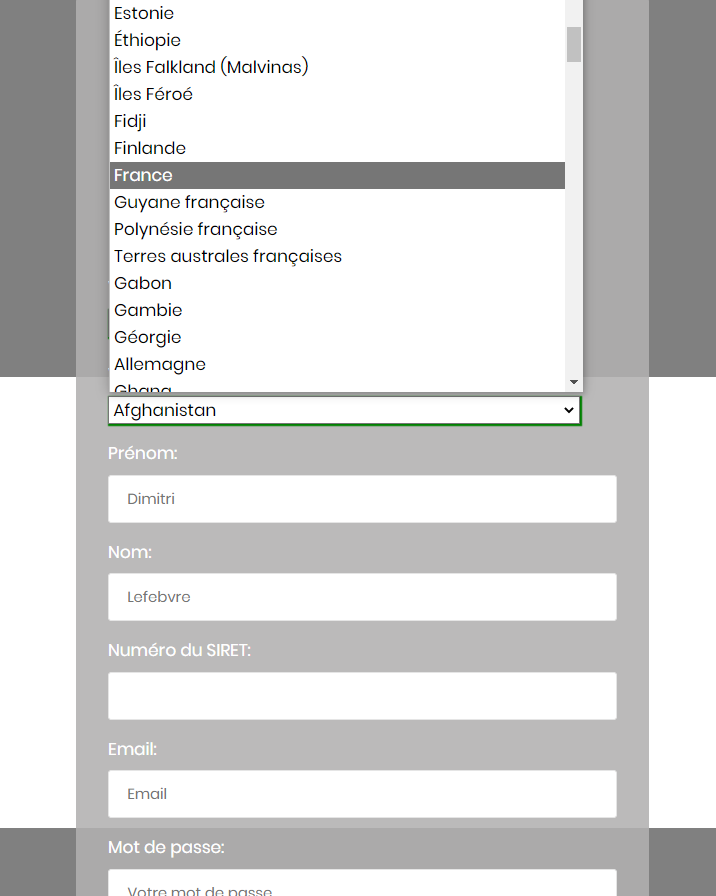 Estonie
Éthiopie
Îles Falkland (Malvinas)
Îles Féroé
Fidji
Finlande
France
Guyane française
Polynésie française
Terres australes françaises
Gabon
Gambie
Géorgie
Allemagne
Ghana
Afghanistan
Prénom:
Dimitri
Nom:
Lefebvre
Numéro du SIRET:
Email:
Email
Mot de passe:
Votre mot de passe